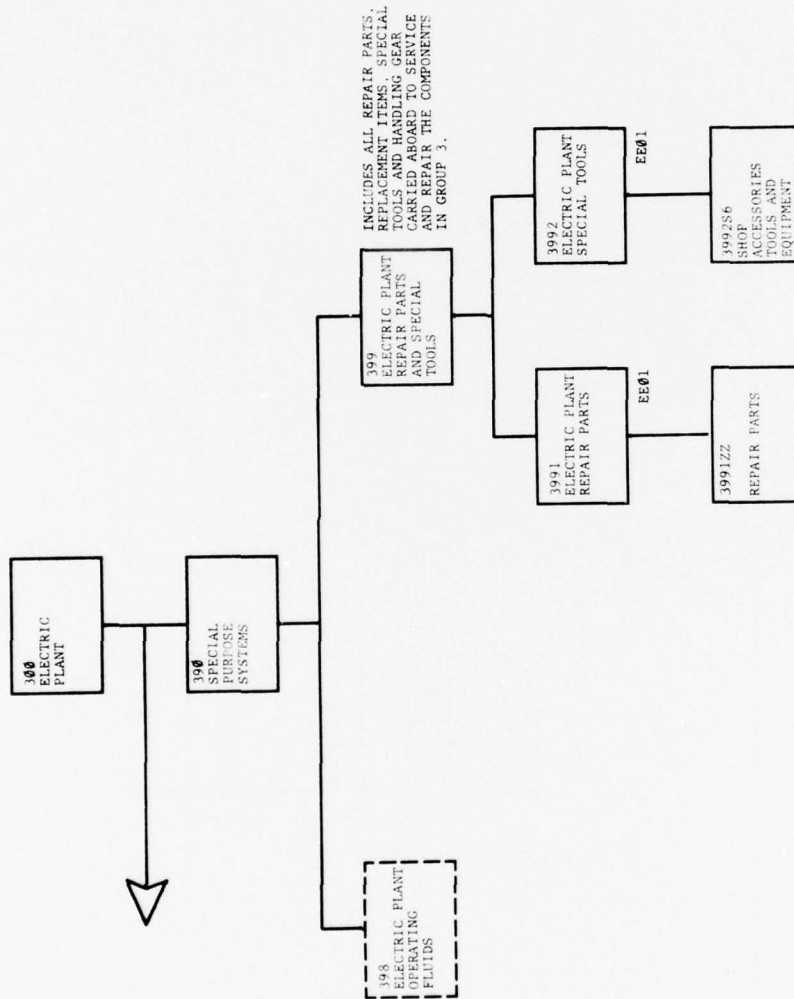 300
ELECTRIC
PLANT
390
SPECIAL
PURPOSE
SYSTEMS
398
ELECTRIC PLANT
OPERATING
FLUIDS
399
ELECTRIC PLANT
REPAIR PARTS
AND SPECIAL
TOOLS
INCLUDES ALL REPAIR PARTS,
REPLACEMENT ITEMS, SPECIAL
TOOLS AND HANDLING GEAR
CARRIED ABOARD TO SERVICE
AND REPAIR THE COMPONENTS
IN GROUP 3.
3991
ELECTRIC PLANT
REPAIR PARTS
EE01
3992
ELECTRIC PLANT
SPECIAL TOOLS
EE01
3991ZZ
REPAIR PARTS
3992S6
SHOP
ACCESSORIES
TOOLS AND
EQUIPMENT